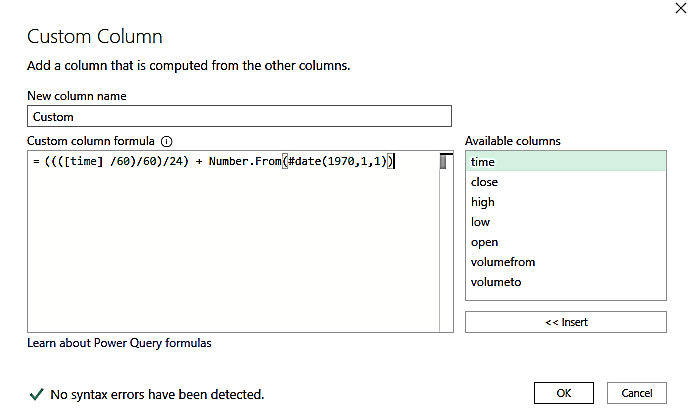 Custom Column
Add a column that is computed from the other columns.
New column name
Custom
Custom column formula
= ((([time] /60)/60)/24) + Number.From(#date(1970,1,1))
Available columns
time
close
high
low
open
volumefrom
volumeto
<< Insert
Learn about Power Query formulas
No syntax errors have been detected.
OK
Cancel